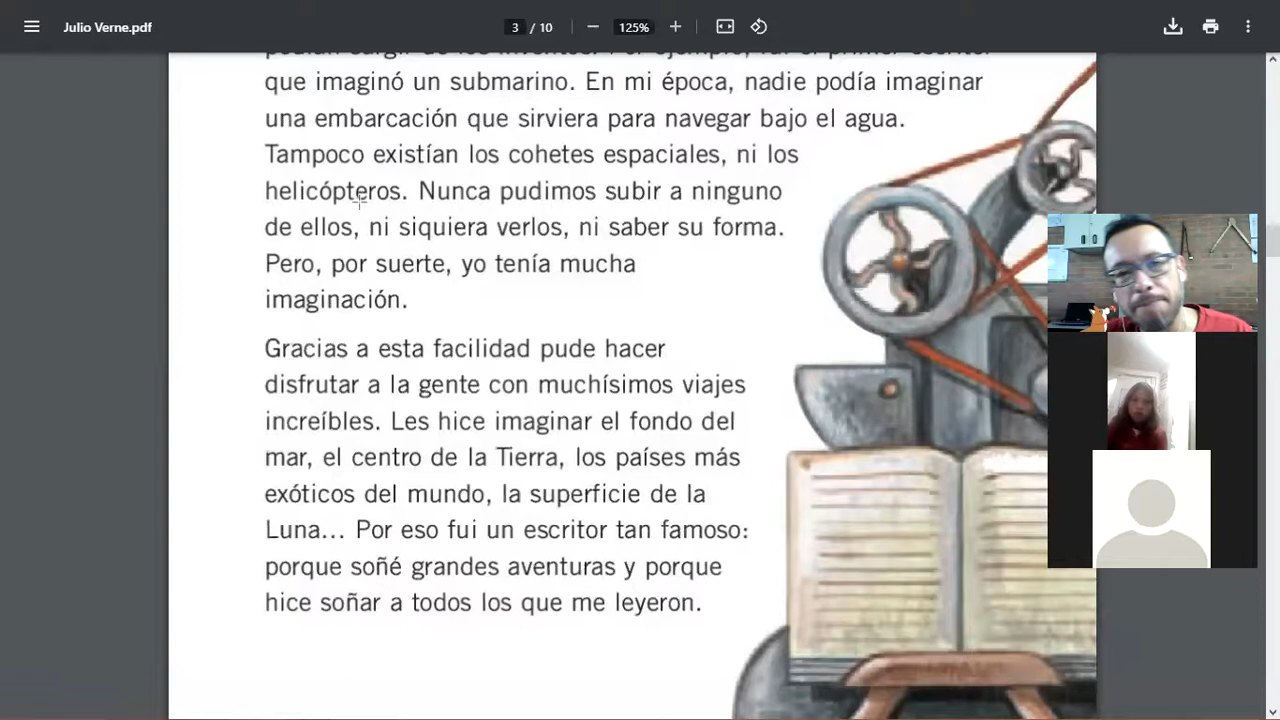 Julio Verne.pdf
3 / 10
125%
que imaginó un submarino. En mi época, nadie podía imaginar
una embarcación que sirviera para navegar bajo el agua.
Tampoco existían los cohetes espaciales, ni los
helicópteros. Nunca pudimos subir a ninguno
de ellos, ni siquiera verlos, ni saber su forma.
Pero, por suerte, yo tenía mucha
imaginación.
Gracias a esta facilidad pude hacer
disfrutar a la gente con muchísimos viajes
increíbles. Les hice imaginar el fondo del
mar, el centro de la Tierra, los países más
exóticos del mundo, la superficie de la
Luna... Por eso fui un escritor tan famoso:
porque soñé grandes aventuras y porque
hice soñar a todos los que me leyeron.